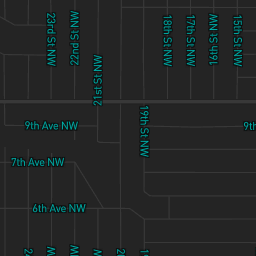 23rd St NW
22nd St NW
21st St NW
18th St NW
17th St NW
16th St NW
15th St NW
19th St NW
9th Ave NW
9th
7th Ave NW
6th Ave NW